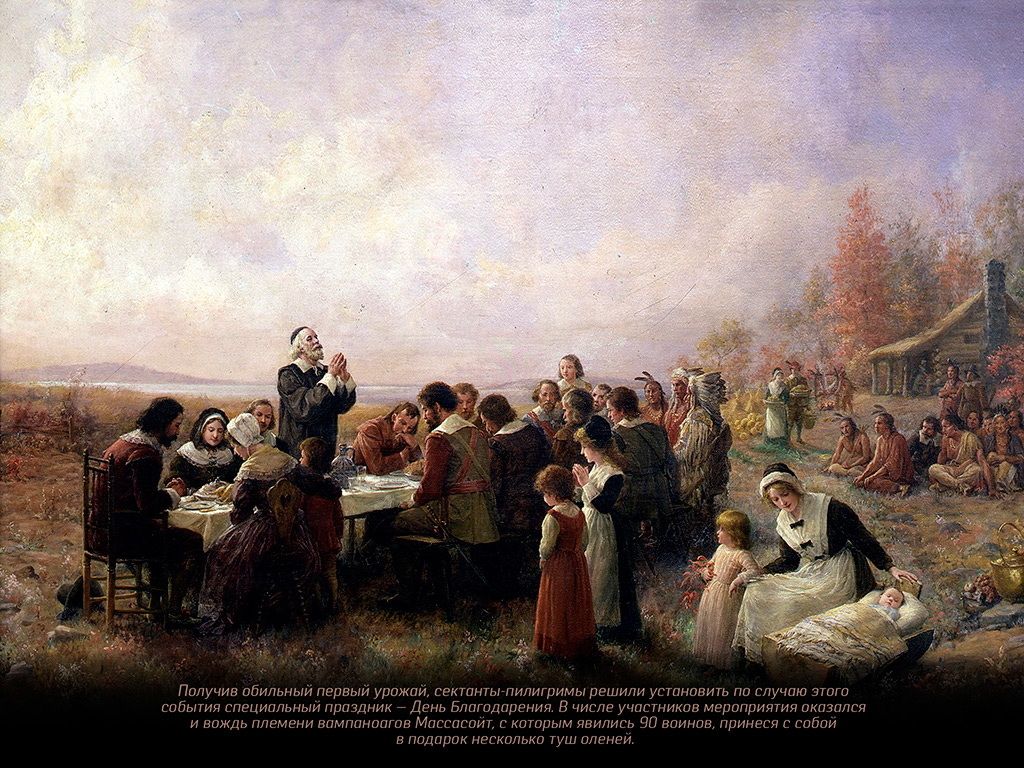 Получив обильный первый урожай, сектанты-пилигримы решили установить по случаю этого
события специальный праздник — День Благодарения. В числе участников мероприятия оказался
и вождь племени вампаноагов Массасойт, с которым явились 90 воинов, принеся с собой
в подарок несколько туш оленей.